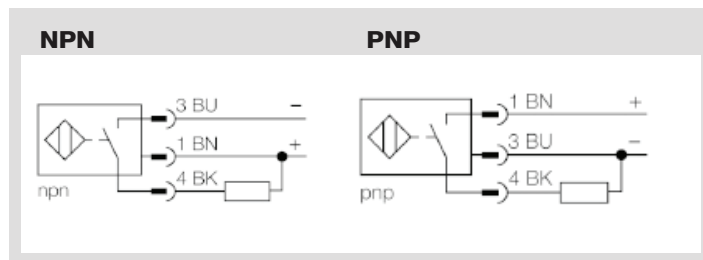 NPN
3 BU −
1 BN +
4 BK
npn
PNP
1 BN +
3 BU −
4 BK
pnp